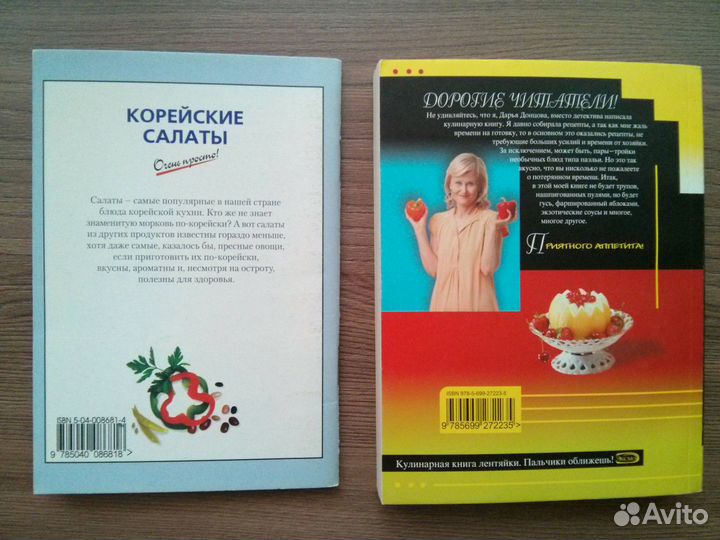 КОРЕЙСКИЕ
САЛАТЫ
Очень просто!
Салаты – самые популярные в нашей стране
блюда корейской кухни. Кто же не знает
знаменитую морковь по-корейски? А вот салаты
из других продуктов известны гораздо меньше,
хотя даже самые, казалось бы, пресные овощи,
если приготовить их по-корейски,
вкусны, ароматны и, несмотря на остроту,
полезны для здоровья.
ISBN 5-04-008681-4
9 785040 086818 >
ДОРОГИЕ ЧИТАТЕЛИ!
Не удивляйтесь, что я, Дарья Донцова, вместо детектива написала
кулинарную книгу. Я давно собирала рецепты, а так как мне жаль
времени на готовку, то в основном это оказались рецепты, не
требующие больших усилий и времени от хозяйки.
За исключением, может быть, пары-тройки
необычных блюд типа паэльи. Но это так
вкусно, что вы нисколько не пожалеете
о потерянном времени. Итак,
в этой моей книге не будет трупов,
нашпигованных пулями, но будет
гусь, фаршированный яблоками,
экзотические соусы и многое,
многое другое.
ПРИЯТНОГО АППЕТИТА!
ISBN 978-5-699-27223-5
9 785699 272235 >
Кулинарная книга лентяйки. Пальчики оближешь!
ЭКСМО
Avito